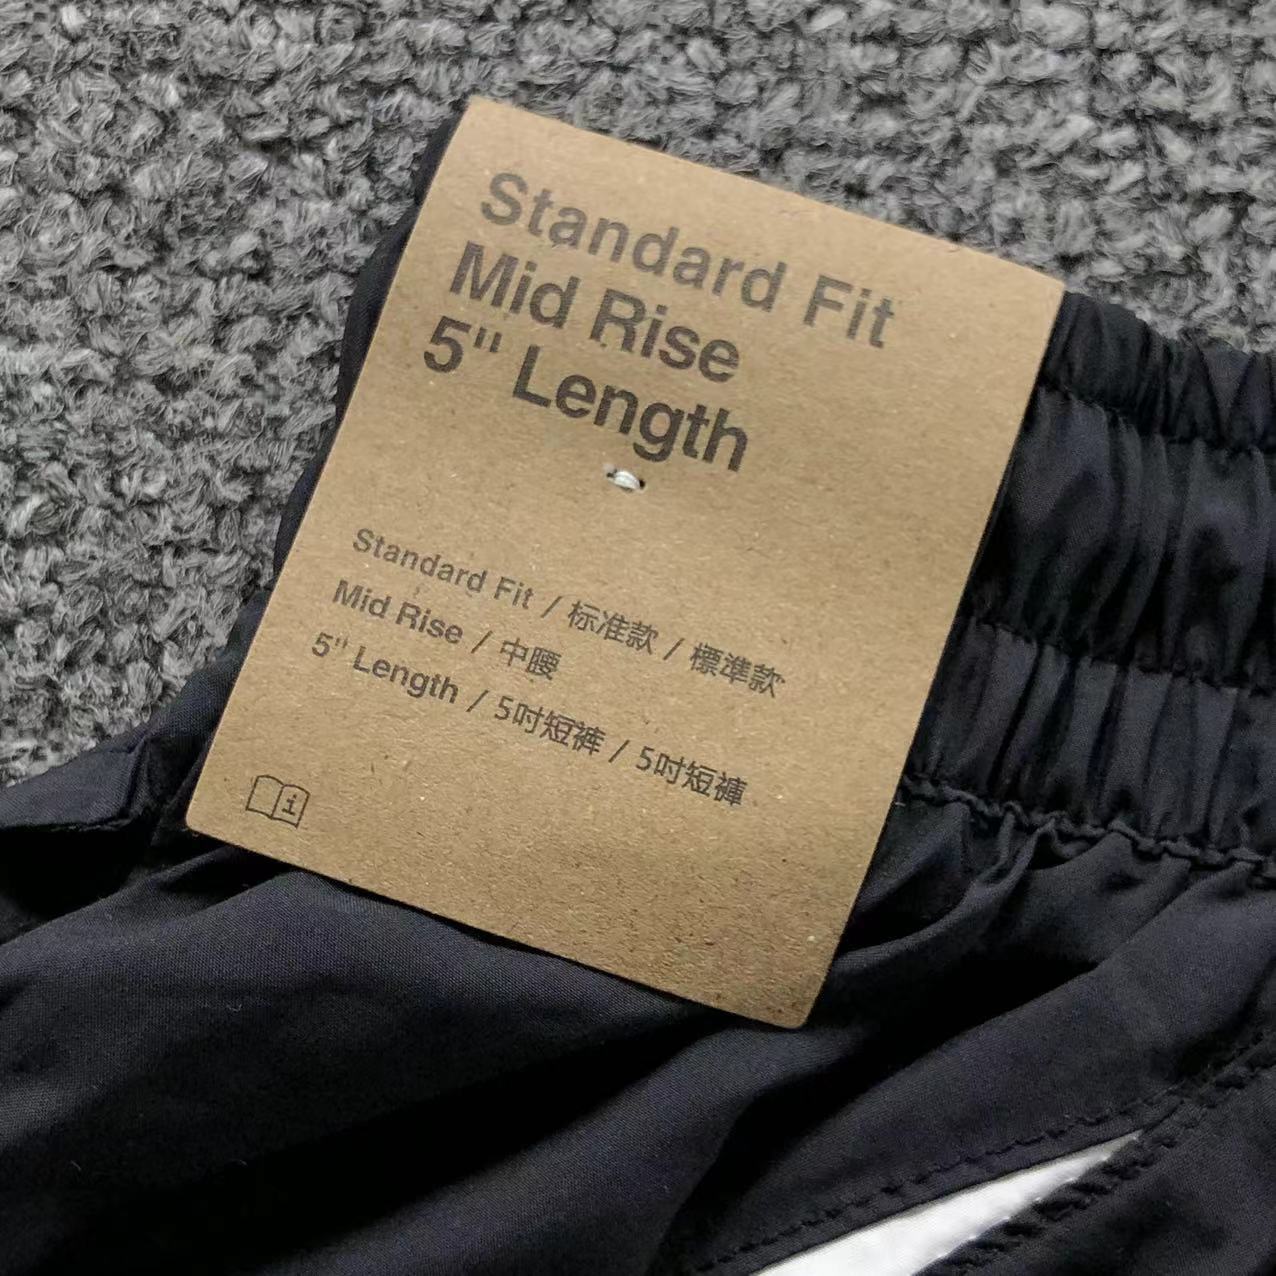 Standard Fit
Mid Rise
5" Length
Standard Fit / 标准款 / 標準款
Mid Rise / 中腰
5" Length / 5吋短裤 / 5吋短褲
i